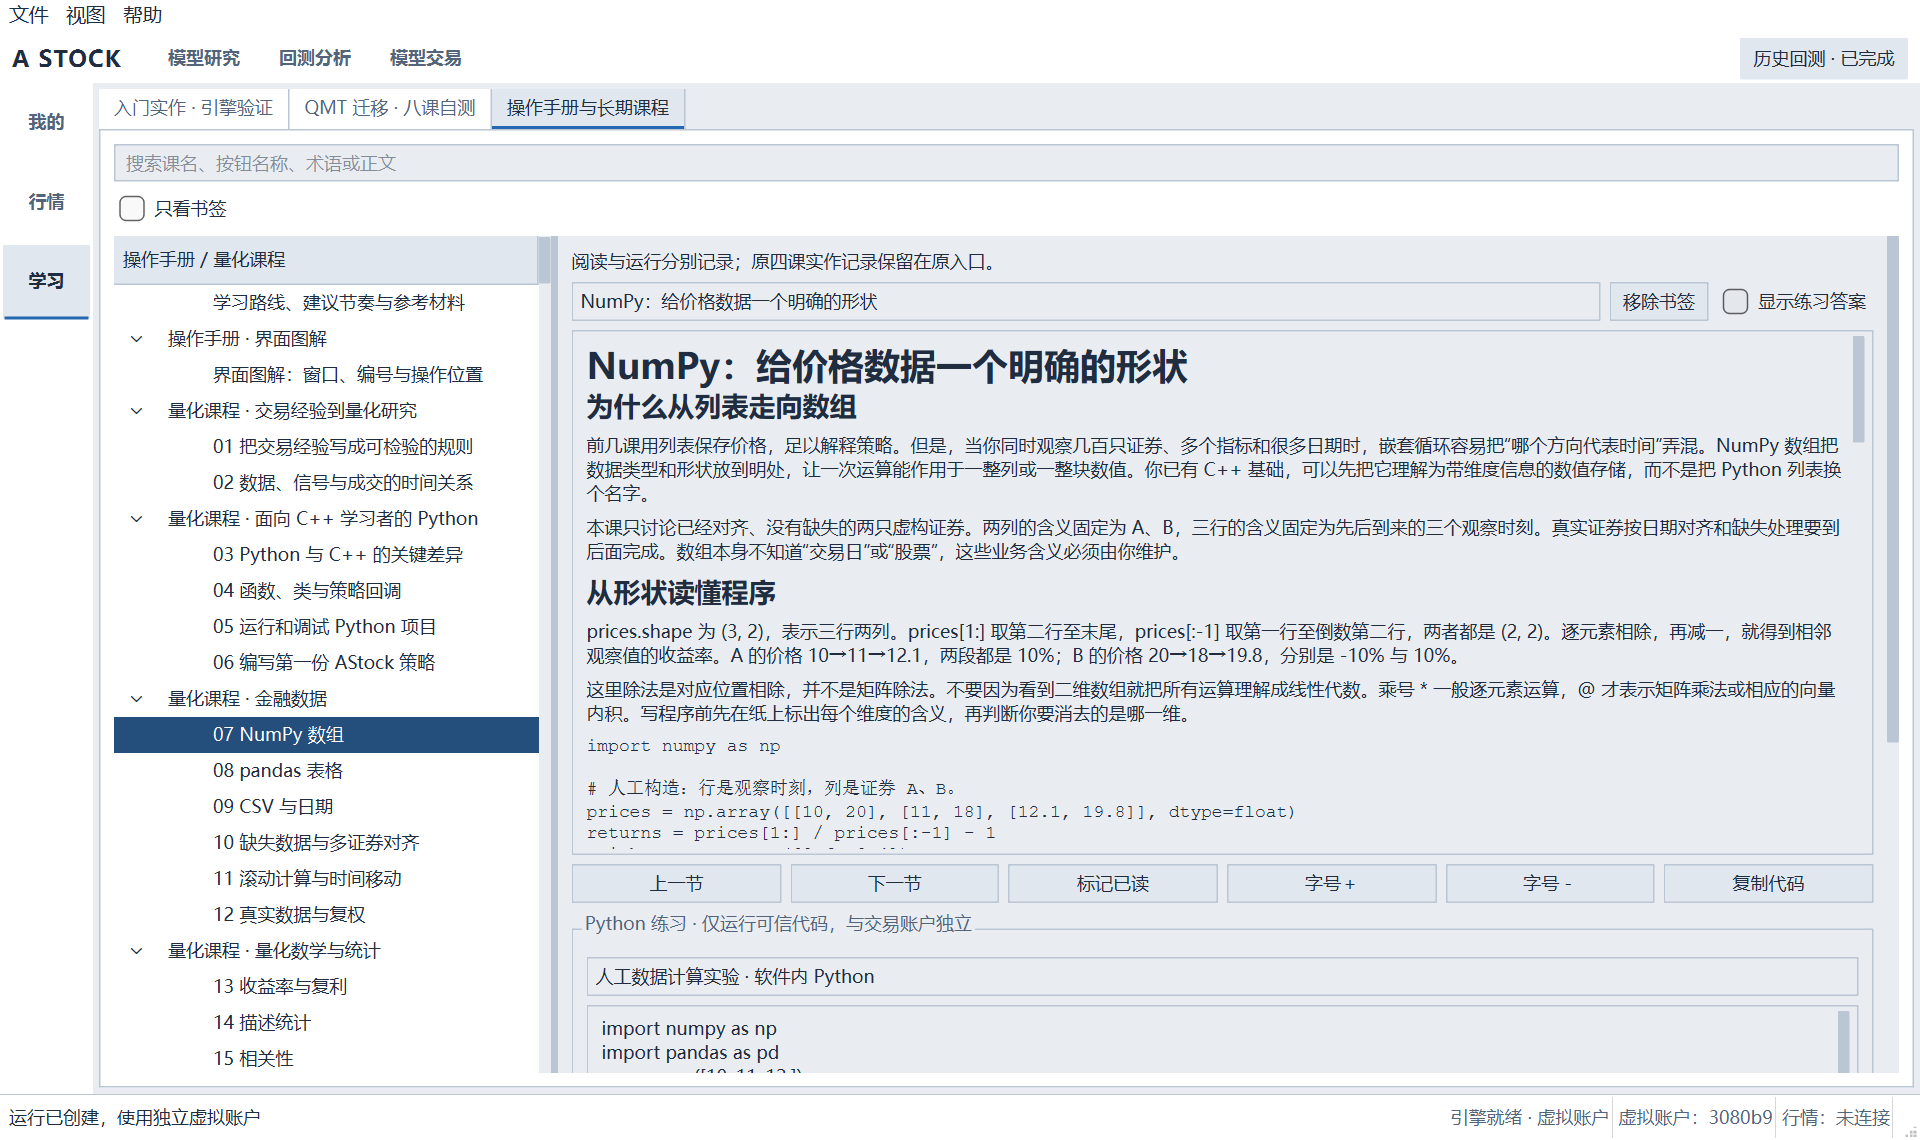 文件 视图 帮助
A STOCK 模型研究 回测分析 模型交易 历史回测 · 已完成
我的
行情
学习
入门实作 · 引擎验证 QMT 迁移 · 八课自测 操作手册与长期课程
搜索课名、按钮名称、术语或正文
只看书签
操作手册 / 量化课程
学习路线、建议节奏与参考材料
操作手册 · 界面图解
界面图解：窗口、编号与操作位置
量化课程 · 交易经验到量化研究
01 把交易经验写成可检验的规则
02 数据、信号与成交的时间关系
量化课程 · 面向 C++ 学习者的 Python
03 Python 与 C++ 的关键差异
04 函数、类与策略回调
05 运行和调试 Python 项目
06 编写第一份 AStock 策略
量化课程 · 金融数据
07 NumPy 数组
08 pandas 表格
09 CSV 与日期
10 缺失数据与多证券对齐
11 滚动计算与时间移动
12 真实数据与复权
量化课程 · 量化数学与统计
13 收益率与复利
14 描述统计
15 相关性
阅读与运行分别记录；原四课实作记录保留在原入口。
NumPy：给价格数据一个明确的形状 移除书签 显示练习答案
NumPy：给价格数据一个明确的形状
为什么从列表走向数组
前几课用列表保存价格，足以解释策略。但是，当你同时观察几百只证券、多个指标和很多日期时，嵌套循环容易把“哪个方向代表时间”弄混。NumPy 数组把
数据类型和形状放到明处，让一次运算能作用于一整列或一整块数值。你已有 C++ 基础，可以先把它理解为带维度信息的数值存储，而不是把 Python 列表换
个名字。
本课只讨论已经对齐、没有缺失的两只虚构证券。两列的含义固定为 A、B，三行的含义固定为先后到来的三个观察时刻。真实证券按日期对齐和缺失处理要到
后面完成。数组本身不知道“交易日”或“股票”，这些业务含义必须由你维护。
从形状读懂程序
prices.shape 为 (3, 2)，表示三行两列。prices[1:] 取第二行至末尾，prices[:-1] 取第一行至倒数第二行，两者都是 (2, 2)。逐元素相除，再减一，就得到相邻
观察值的收益率。A 的价格 10→11→12.1，两段都是 10%；B 的价格 20→18→19.8，分别是 -10% 与 10%。
这里除法是对应位置相除，并不是矩阵除法。不要因为看到二维数组就把所有运算理解成线性代数。乘号 * 一般逐元素运算，@ 才表示矩阵乘法或相应的向量
内积。写程序前先在纸上标出每个维度的含义，再判断你要消去的是哪一维。
import numpy as np
# 人工构造：行是观察时刻，列是证券 A、B。
prices = np.array([[10, 20], [11, 18], [12.1, 19.8]], dtype=float)
returns = prices[1:] / prices[:-1] - 1
上一节 下一节 标记已读 字号 + 字号 - 复制代码
Python 练习 · 仅运行可信代码，与交易账户独立
人工数据计算实验 · 软件内 Python
import numpy as np
import pandas as pd
运行已创建，使用独立虚拟账户 引擎就绪 · 虚拟账户 虚拟账户：3080b9 行情：未连接